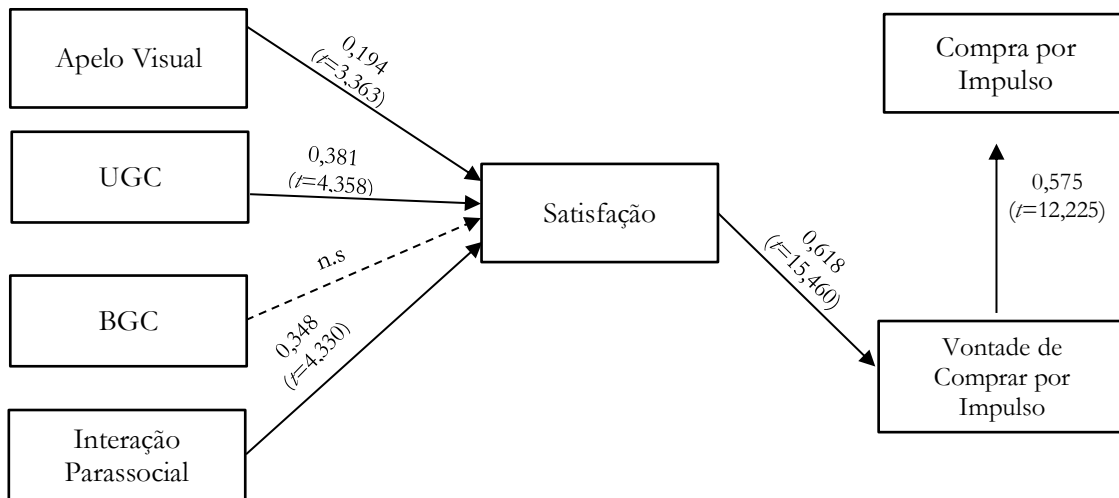 Apelo Visual
0,194
(t=3,363)
UGC
0,381
(t=4,358)
BGC
n.s
0,348
(t=4,330)
Interação
Parassocial
Satisfação
0,618
(t=15,460)
Compra por
Impulso
0,575
(t=12,225)
Vontade de
Comprar por
Impulso